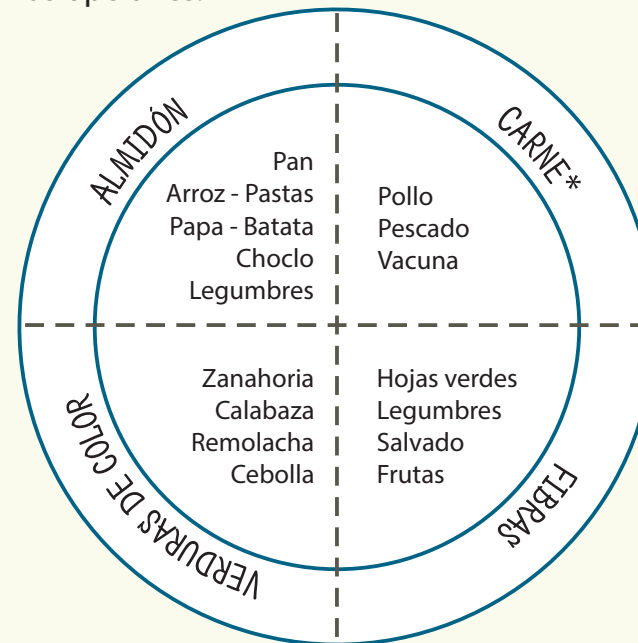 ALMIDÓN
Pan
Arroz - Pastas
Papa - Batata
Choclo
Legumbres
CARNE*
Pollo
Pescado
Vacuna
VERDURAS DE COLOR
Zanahoria
Calabaza
Remolacha
Cebolla
FIBRAS
Hojas verdes
Legumbres
Salvado
Frutas